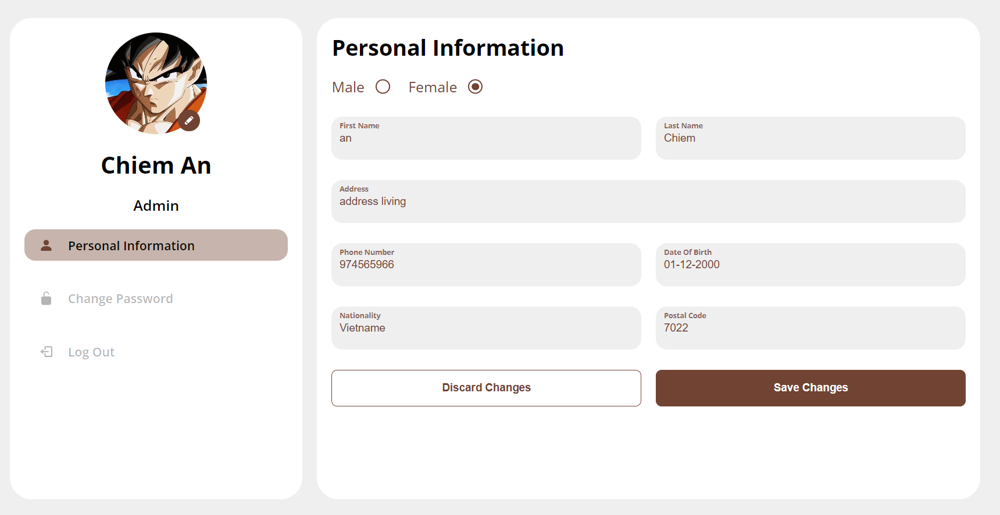 Chiem An
Admin
Personal Information
Change Password
Log Out
Personal Information
Male Female
First Name
an
Last Name
Chiem
Address
address living
Phone Number
974565966
Date Of Birth
01-12-2000
Nationality
Vietname
Postal Code
7022
Discard Changes
Save Changes